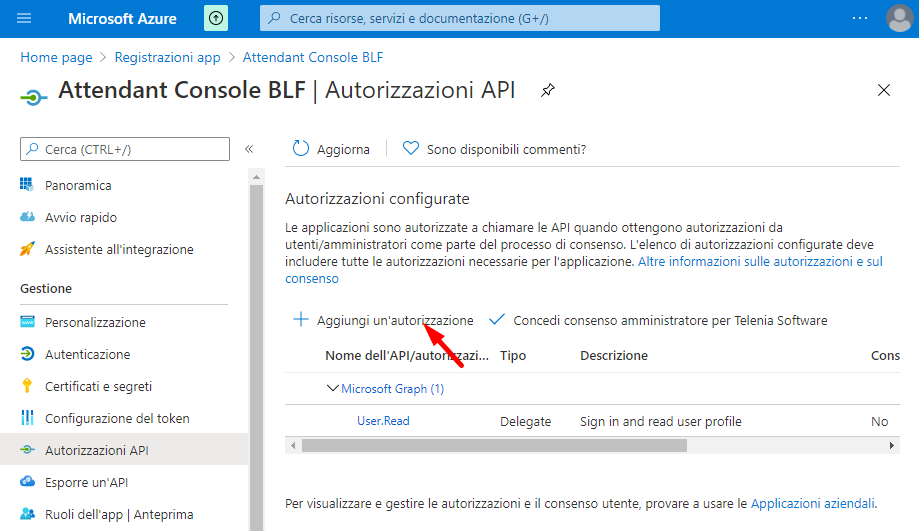 Microsoft Azure
Cerca risorse, servizi e documentazione (G+/)
Home page > Registrazioni app > Attendant Console BLF
Attendant Console BLF | Autorizzazioni API
Cerca (CTRL+/)
Panoramica
Avvio rapido
Assistente all'integrazione
Gestione
Personalizzazione
Autenticazione
Certificati e segreti
Configurazione del token
Autorizzazioni API
Esporre un'API
Ruoli dell'app | Anteprima
Aggiorna
Sono disponibili commenti?
Autorizzazioni configurate
Le applicazioni sono autorizzate a chiamare le API quando ottengono autorizzazioni da
utenti/amministratori come parte del processo di consenso. L'elenco di autorizzazioni configurate deve
includere tutte le autorizzazioni necessarie per l'applicazione. Altre informazioni sulle autorizzazioni e sul
consenso
Aggiungi un'autorizzazione
Concedi consenso amministratore per Telenia Software
Nome dell'API/autorizzazi... Tipo Descrizione Cons
Microsoft Graph (1)
User.Read Delegate Sign in and read user profile No
Per visualizzare e gestire le autorizzazioni e il consenso utente, provare a usare le Applicazioni aziendali.